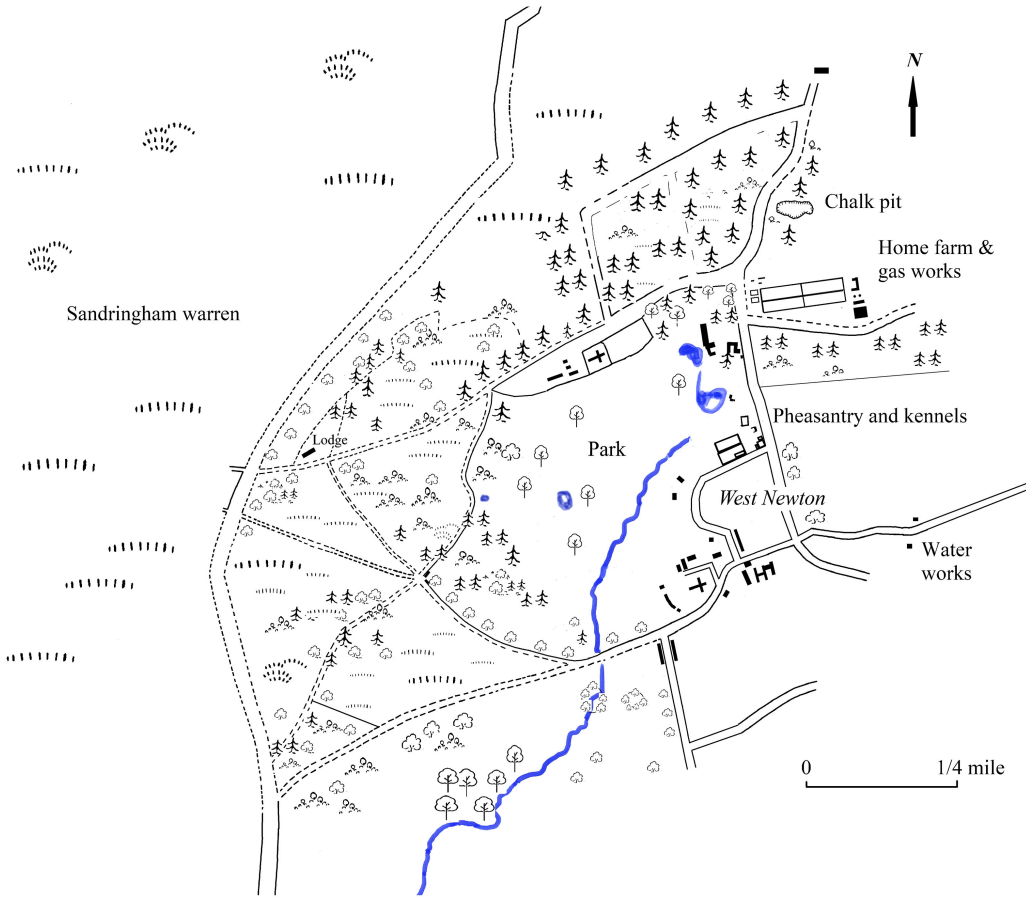 N
Chalk pit
Home farm &
gas works
Sandringham warren
Pheasantry and kennels
Lodge
Park
West Newton
Water
works
0 1/4 mile